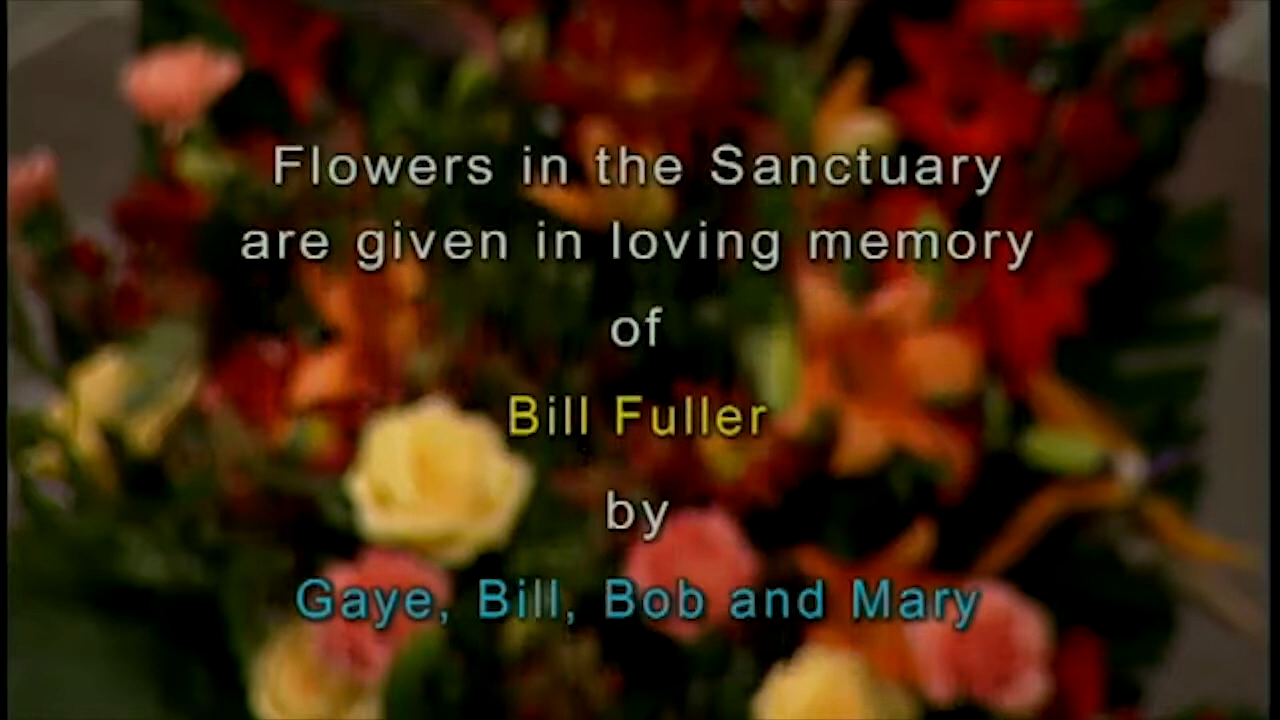 Flowers in the Sanctuary
are given in loving memory
of
Bill Fuller
by
Gaye, Bill, Bob and Mary